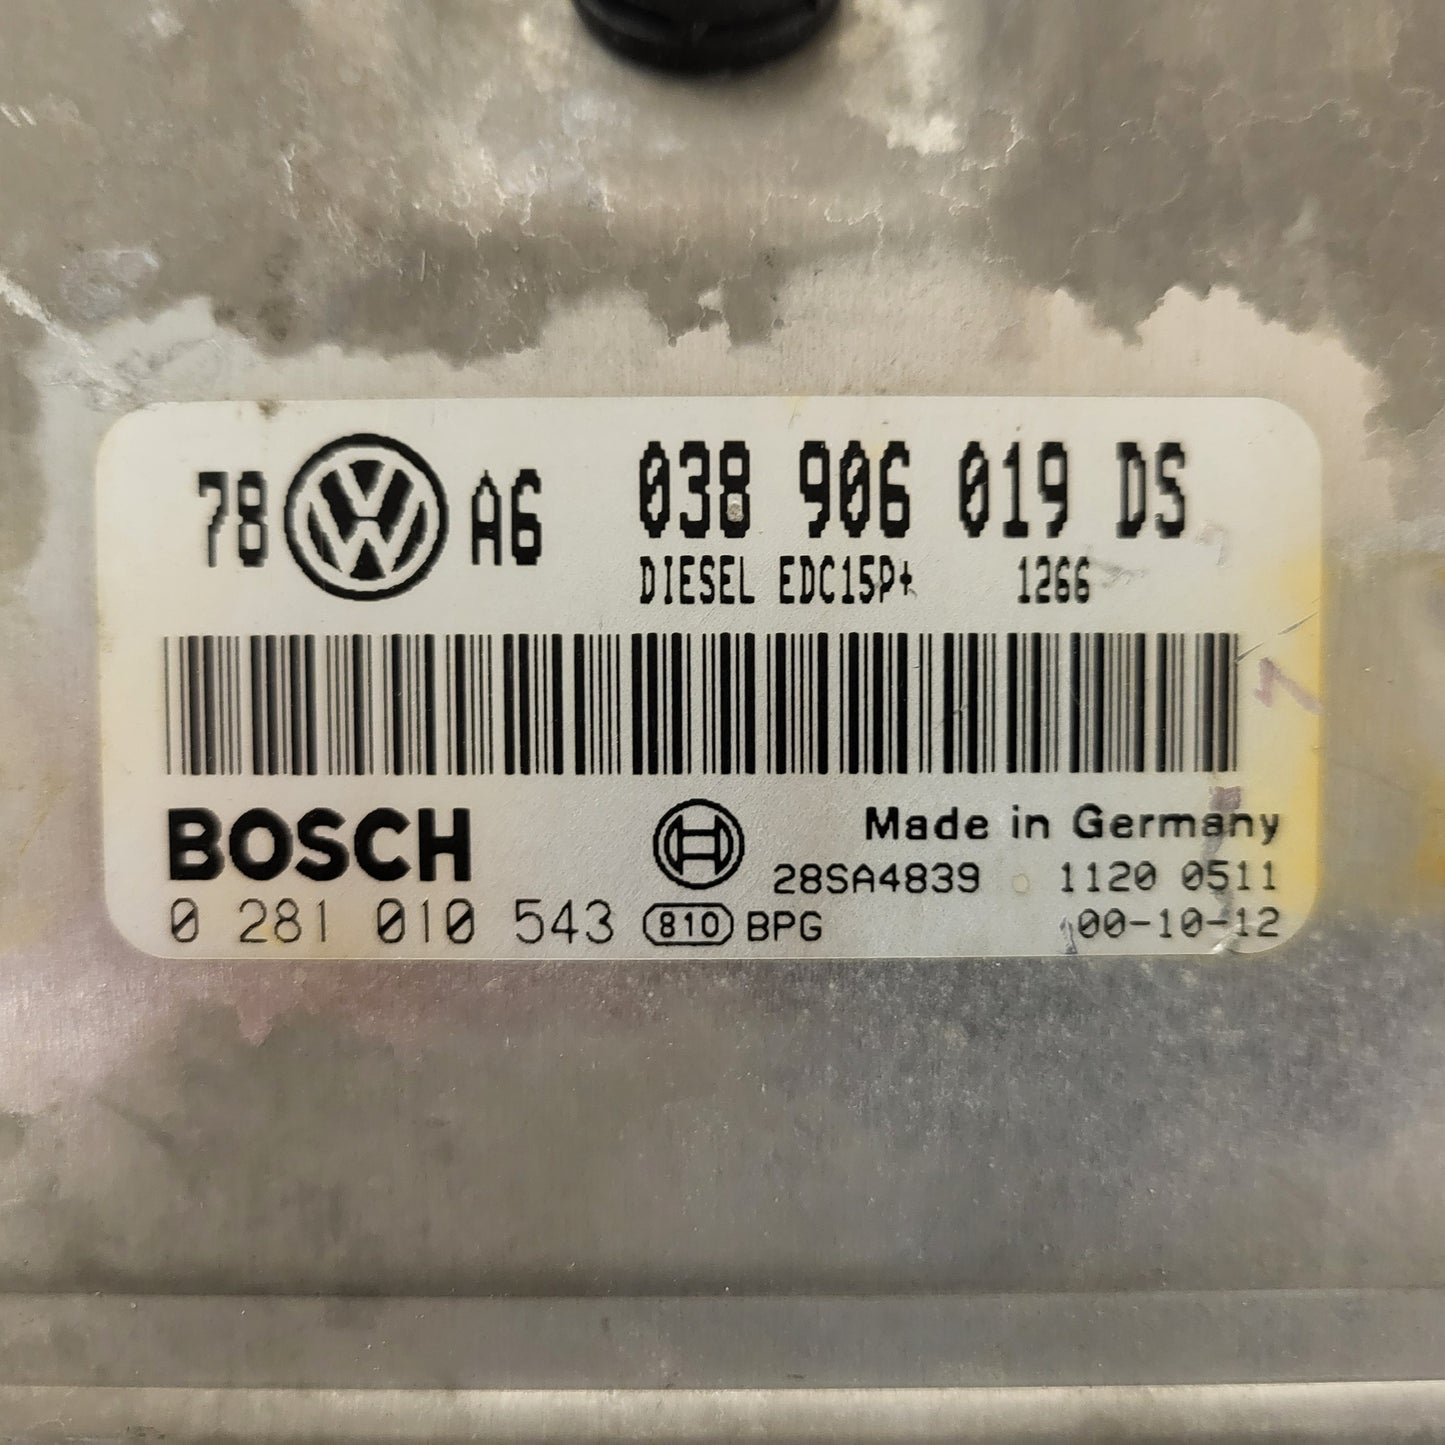 78 VW A6 038 906 019 DS
DIESEL EDC15P+ 1266
BOSCH
Made in Germany
28SA4839 1120 0511
0 281 010 543 810 BPG 00-10-12